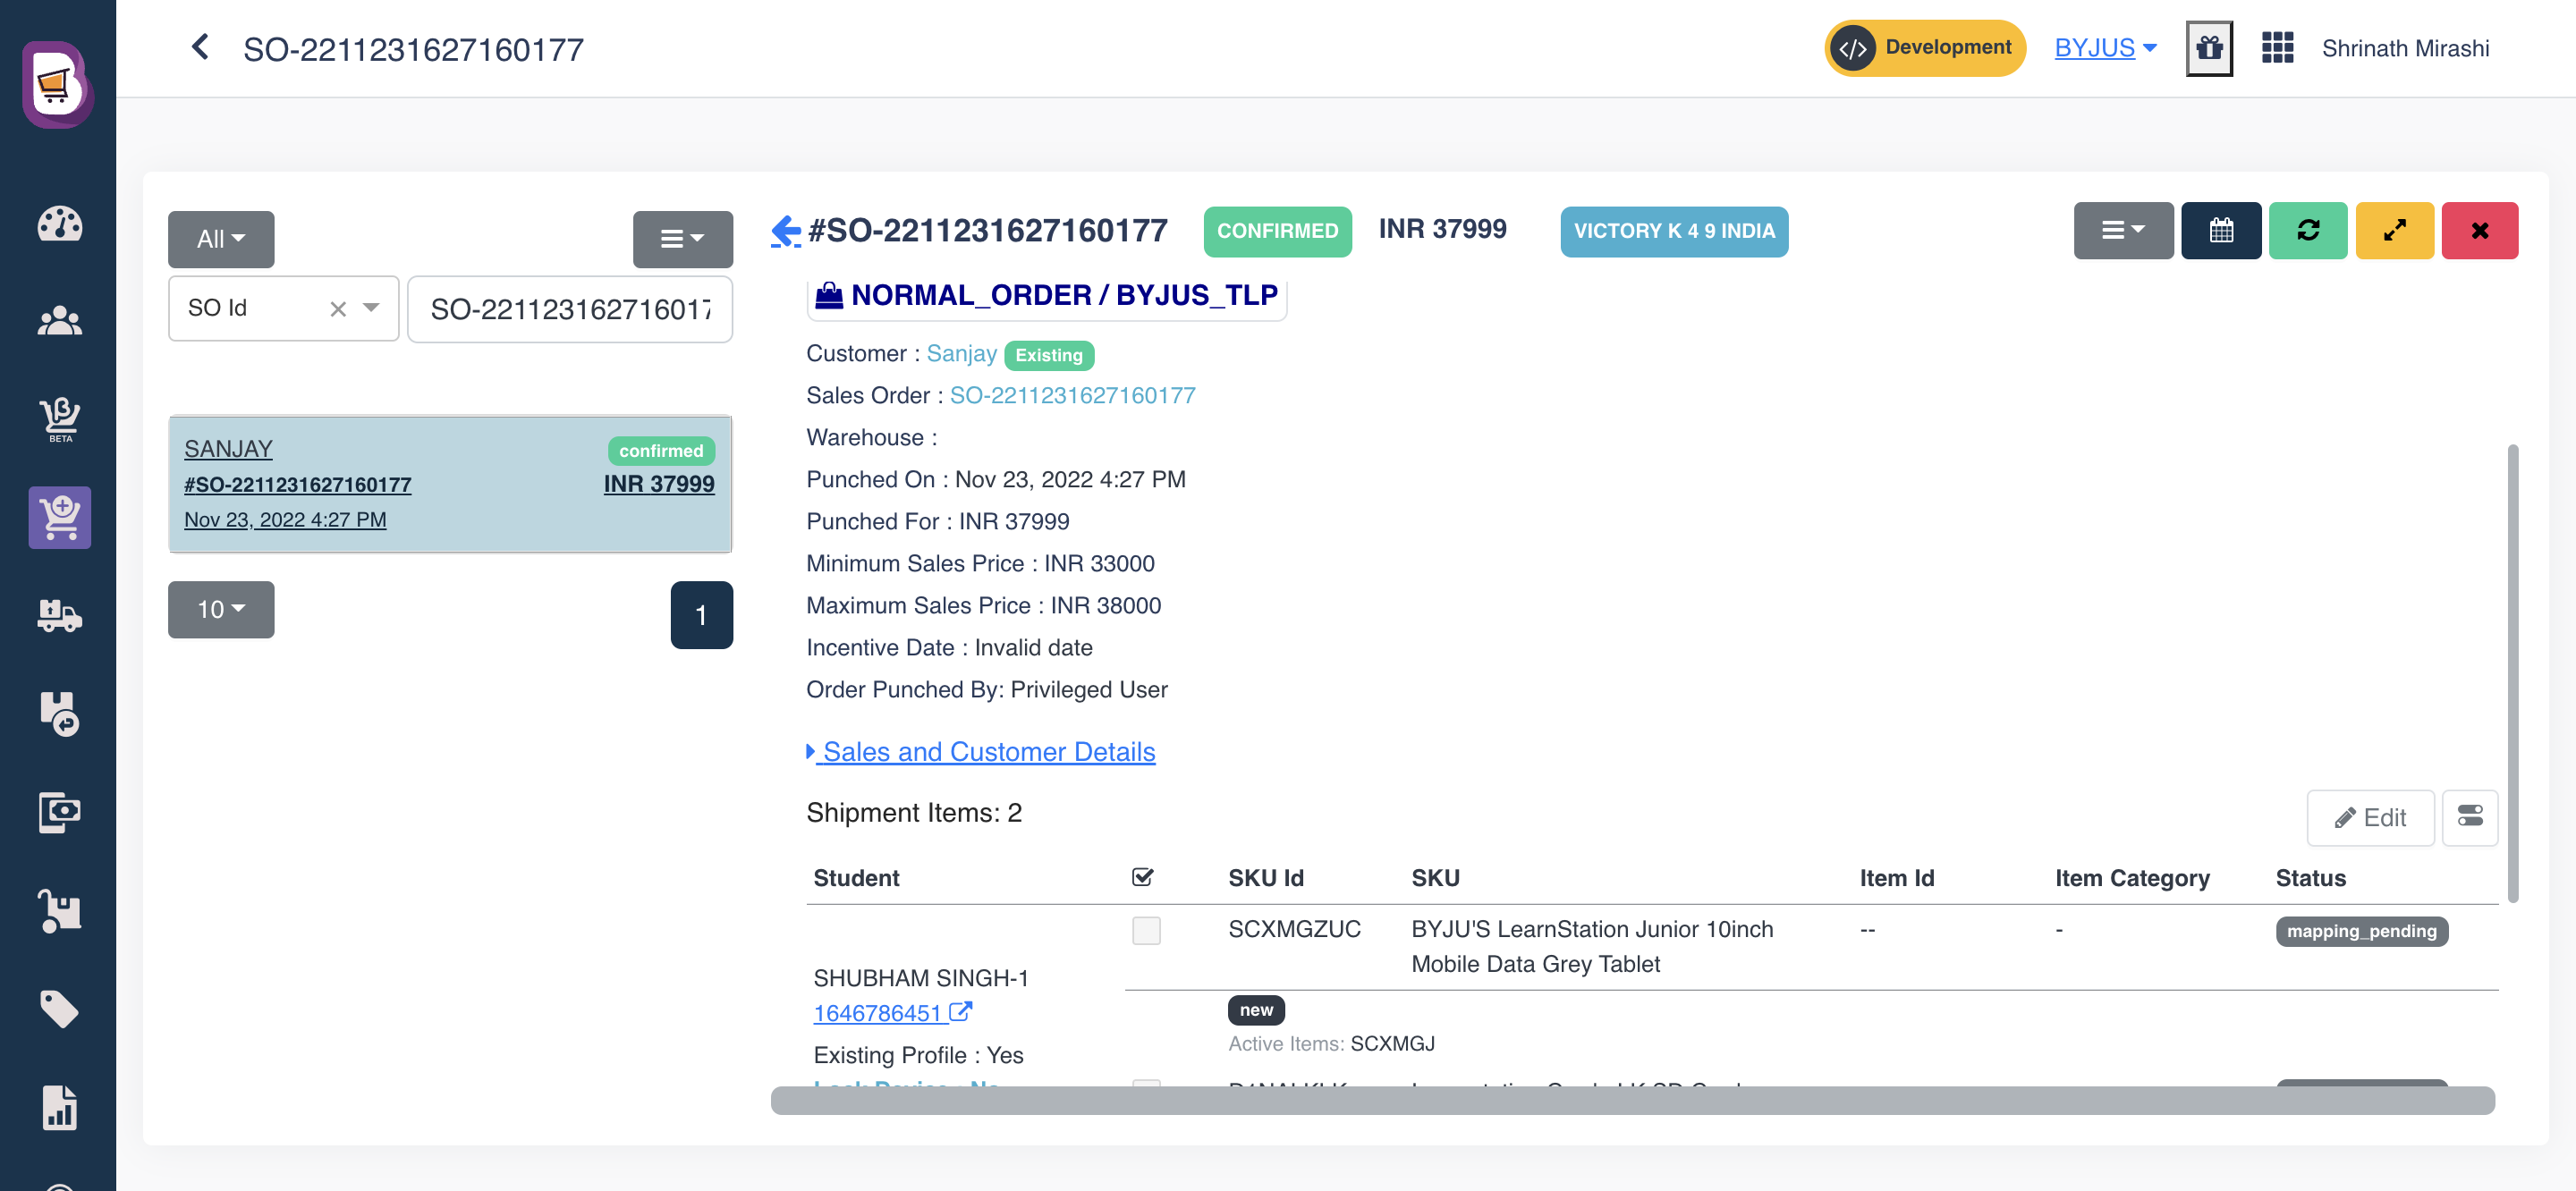 SO-2211231627160177
</> Development
BYJUS
Shrinath Mirashi
BETA
All
SO Id
SO-221123162716017
SANJAY
confirmed
#SO-2211231627160177
INR 37999
Nov 23, 2022 4:27 PM
10
1
#SO-2211231627160177
CONFIRMED
INR 37999
VICTORY K 4 9 INDIA
NORMAL_ORDER / BYJUS_TLP
Customer : Sanjay Existing
Sales Order : SO-2211231627160177
Warehouse :
Punched On : Nov 23, 2022 4:27 PM
Punched For : INR 37999
Minimum Sales Price : INR 33000
Maximum Sales Price : INR 38000
Incentive Date : Invalid date
Order Punched By: Privileged User
Sales and Customer Details
Shipment Items: 2
Edit
Student SKU Id SKU Item Id Item Category Status
SCXMGZUC BYJU'S LearnStation Junior 10inch -- - mapping_pending
Mobile Data Grey Tablet
SHUBHAM SINGH-1
1646786451
new
Active Items: SCXMGJ
Existing Profile : Yes